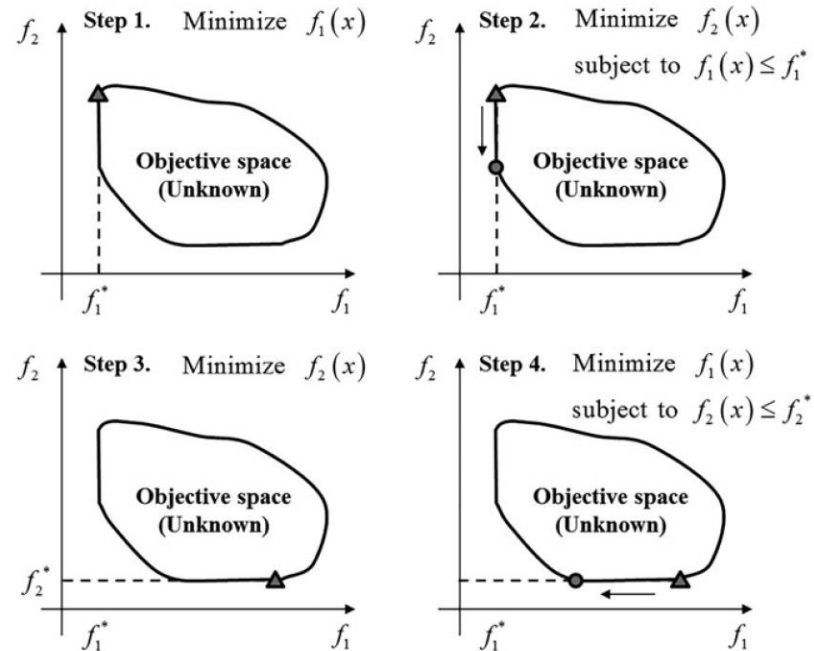 f₂ Step 1. Minimize f₁(x)
Objective space
(Unknown)
f₁* f₁
f₂ Step 2. Minimize f₂(x)
subject to f₁(x) ≤ f₁*
Objective space
(Unknown)
f₁* f₁
f₂ Step 3. Minimize f₂(x)
Objective space
(Unknown)
f₂*
f₁* f₁
f₂ Step 4. Minimize f₁(x)
subject to f₂(x) ≤ f₂*
Objective space
(Unknown)
f₁* f₁